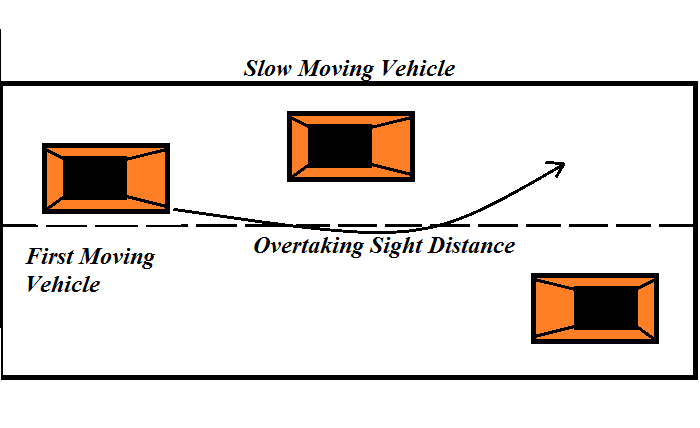 Slow Moving Vehicle
Overtaking Sight Distance
First Moving
Vehicle